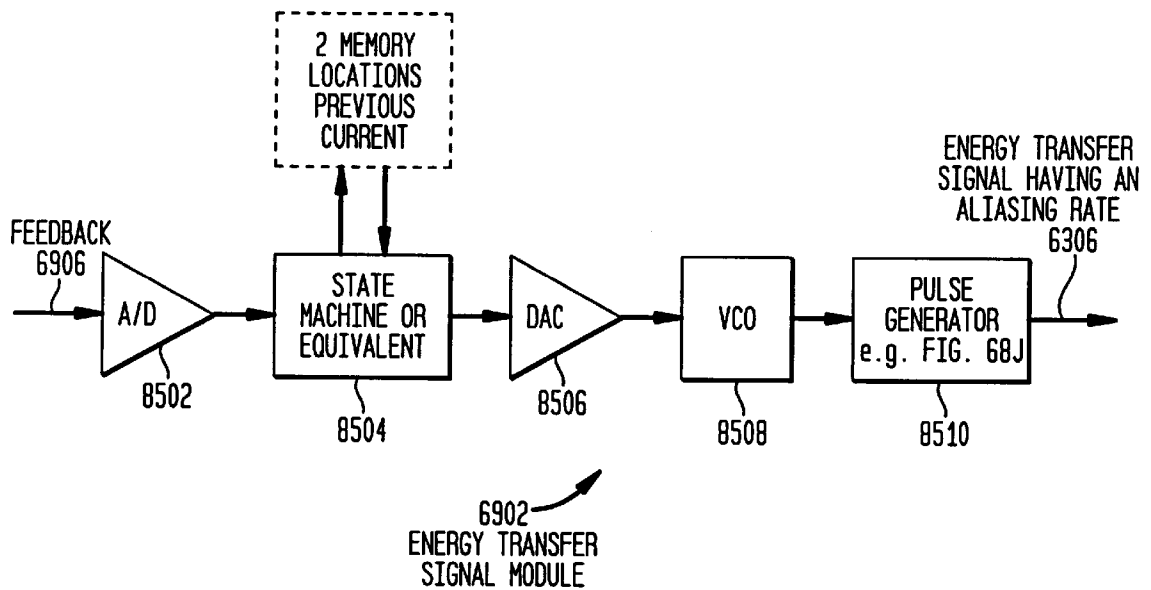 2 MEMORY
LOCATIONS
PREVIOUS
CURRENT
ENERGY TRANSFER
SIGNAL HAVING AN
ALIASING RATE
6306
FEEDBACK
6906
A/D
8502
STATE
MACHINE OR
EQUIVALENT
8504
DAC
8506
VCO
8508
PULSE
GENERATOR
e.g. FIG. 68J
8510
6902
ENERGY TRANSFER
SIGNAL MODULE